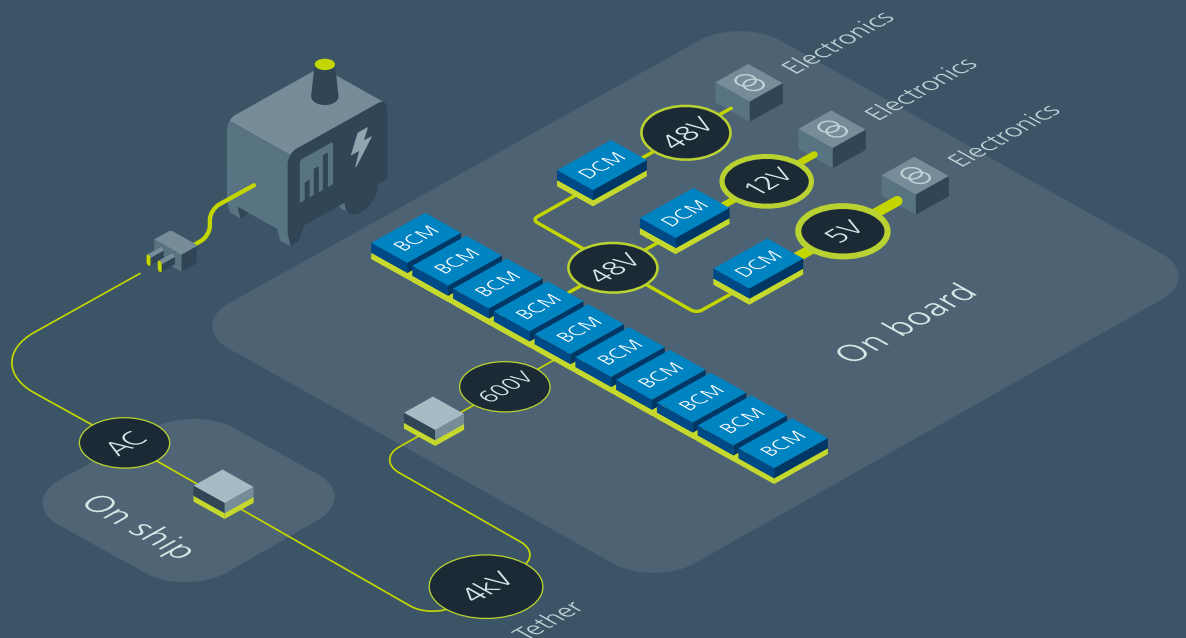 Electronics
Electronics
Electronics
48V
12V
5V
DCM
DCM
DCM
48V
BCM
BCM
BCM
BCM
BCM
BCM
BCM
BCM
BCM
BCM
On board
600V
AC
On ship
4kV
Tether